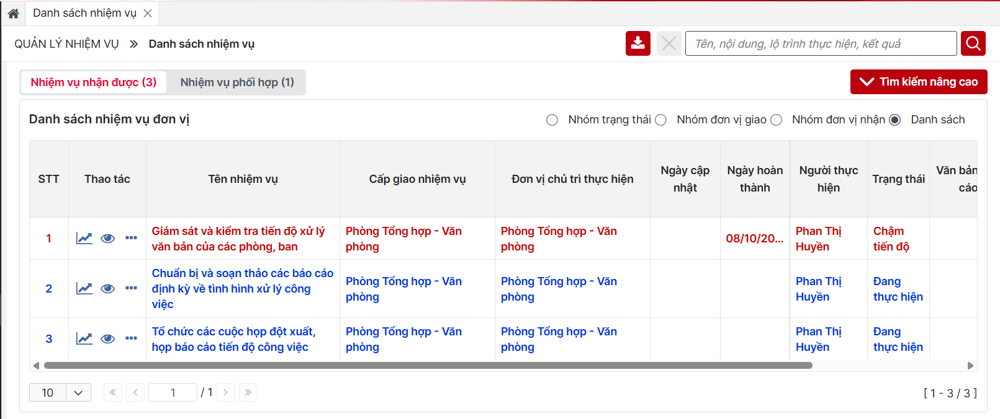 Danh sách nhiệm vụ
QUẢN LÝ NHIỆM VỤ » Danh sách nhiệm vụ
Tên, nội dung, lộ trình thực hiện, kết quả
Nhiệm vụ nhận được (3) Nhiệm vụ phối hợp (1)
Tìm kiếm nâng cao
Danh sách nhiệm vụ đơn vị
Nhóm trạng thái Nhóm đơn vị giao Nhóm đơn vị nhận Danh sách
STT
Thao tác
Tên nhiệm vụ
Cấp giao nhiệm vụ
Đơn vị chủ trì thực hiện
Ngày cập
nhật
Ngày hoàn
thành
Người thực
hiện
Trạng thái
Văn bản
cáo
1
Giám sát và kiểm tra tiến độ xử lý
văn bản của các phòng, ban
Phòng Tổng hợp - Văn
phòng
Phòng Tổng hợp - Văn
phòng
08/10/20...
Phan Thị
Huyền
Chậm
tiến độ
2
Chuẩn bị và soạn thảo các báo cáo
định kỳ về tình hình xử lý công
việc
Phòng Tổng hợp - Văn
phòng
Phòng Tổng hợp - Văn
phòng
Phan Thị
Huyền
Đang
thực hiện
3
Tổ chức các cuộc họp đột xuất,
họp báo cáo tiến độ công việc
Phòng Tổng hợp - Văn
phòng
Phòng Tổng hợp - Văn
phòng
Phan Thị
Huyền
Đang
thực hiện
10 « ‹ 1 / 1 › »
[ 1 - 3 / 3 ]